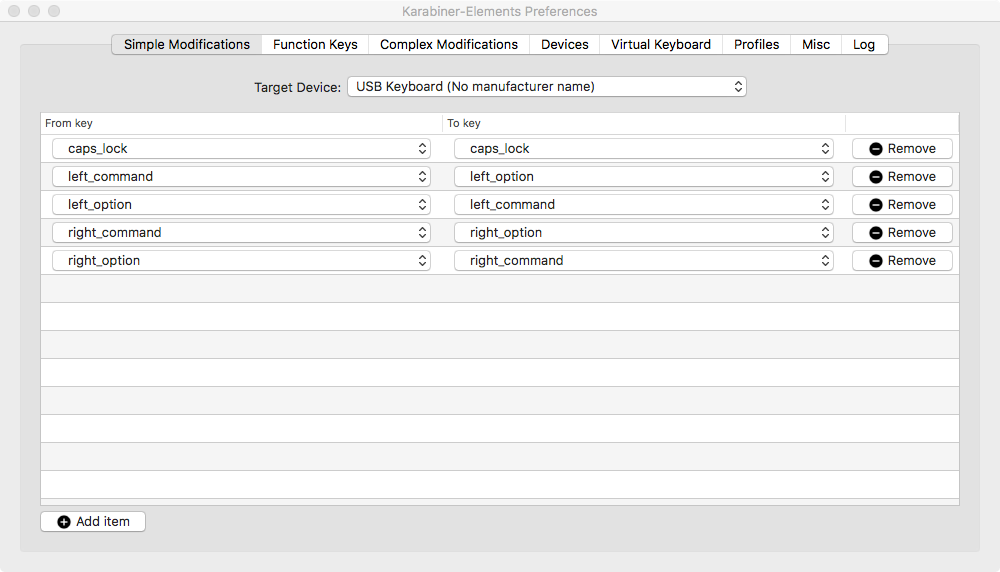 Karabiner-Elements Preferences
Simple Modifications Function Keys Complex Modifications Devices Virtual Keyboard Profiles Misc Log
Target Device: USB Keyboard (No manufacturer name)
From key To key
caps_lock caps_lock Remove
left_command left_option Remove
left_option left_command Remove
right_command right_option Remove
right_option right_command Remove
Add item